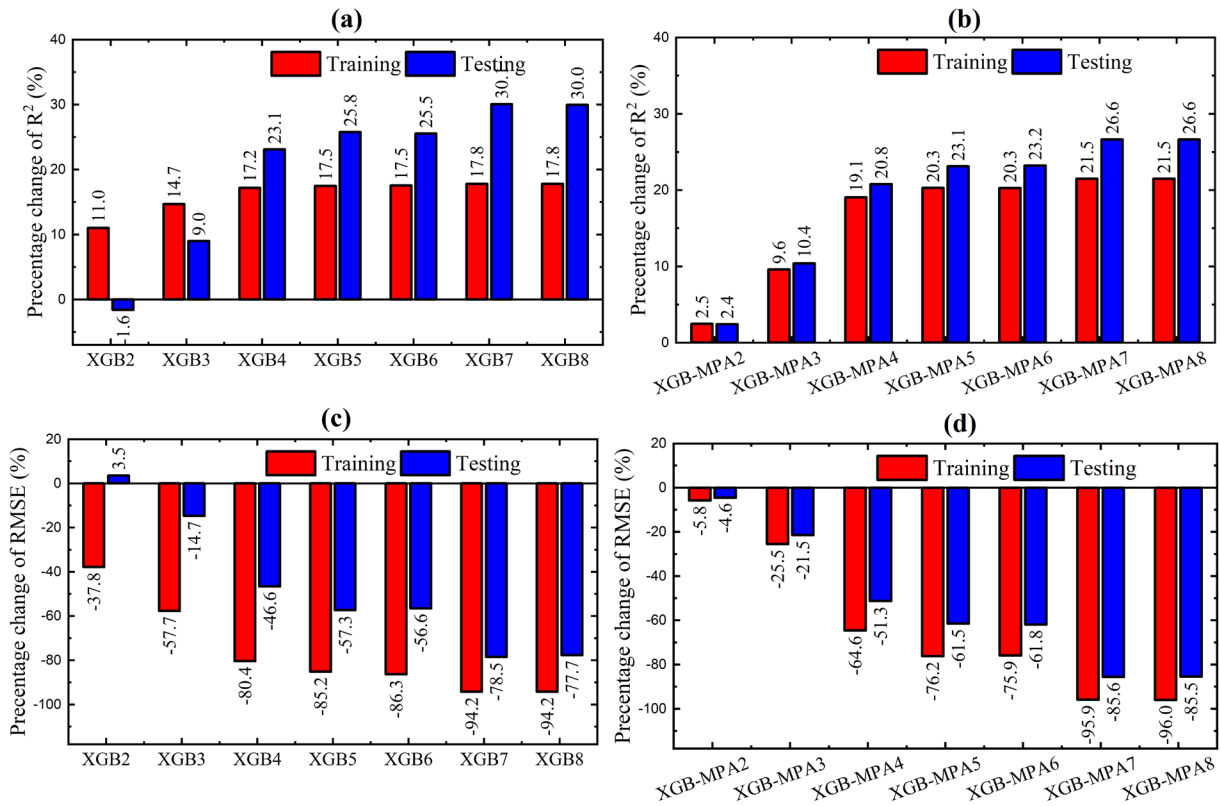 (a)
Precentage change of R² (%)
40
30
20
10
0
Training
Testing
11.0
1.6
14.7
9.0
17.2
23.1
17.5
25.8
17.5
25.5
17.8
30.1
17.8
30.0
XGB2
XGB3
XGB4
XGB5
XGB6
XGB7
XGB8
(b)
Precentage change of R² (%)
40
30
20
10
0
Training
Testing
2.5
2.4
9.6
10.4
19.1
20.8
20.3
23.1
20.3
23.2
21.5
26.6
21.5
26.6
XGB-MPA2
XGB-MPA3
XGB-MPA4
XGB-MPA5
XGB-MPA6
XGB-MPA7
XGB-MPA8
(c)
Precentage change of RMSE (%)
20
0
-20
-40
-60
-80
-100
Training
Testing
-37.8
3.5
-57.7
-14.7
-80.4
-46.6
-85.2
-57.3
-86.3
-56.6
-94.2
-78.5
-94.2
-77.7
XGB2
XGB3
XGB4
XGB5
XGB6
XGB7
XGB8
(d)
Precentage change of RMSE (%)
20
0
-20
-40
-60
-80
-100
Training
Testing
-5.8
-4.6
-25.5
-21.5
-64.6
-51.3
-76.2
-61.5
-75.9
-61.8
-95.9
-85.6
-96.0
-85.5
XGB-MPA2
XGB-MPA3
XGB-MPA4
XGB-MPA5
XGB-MPA6
XGB-MPA7
XGB-MPA8